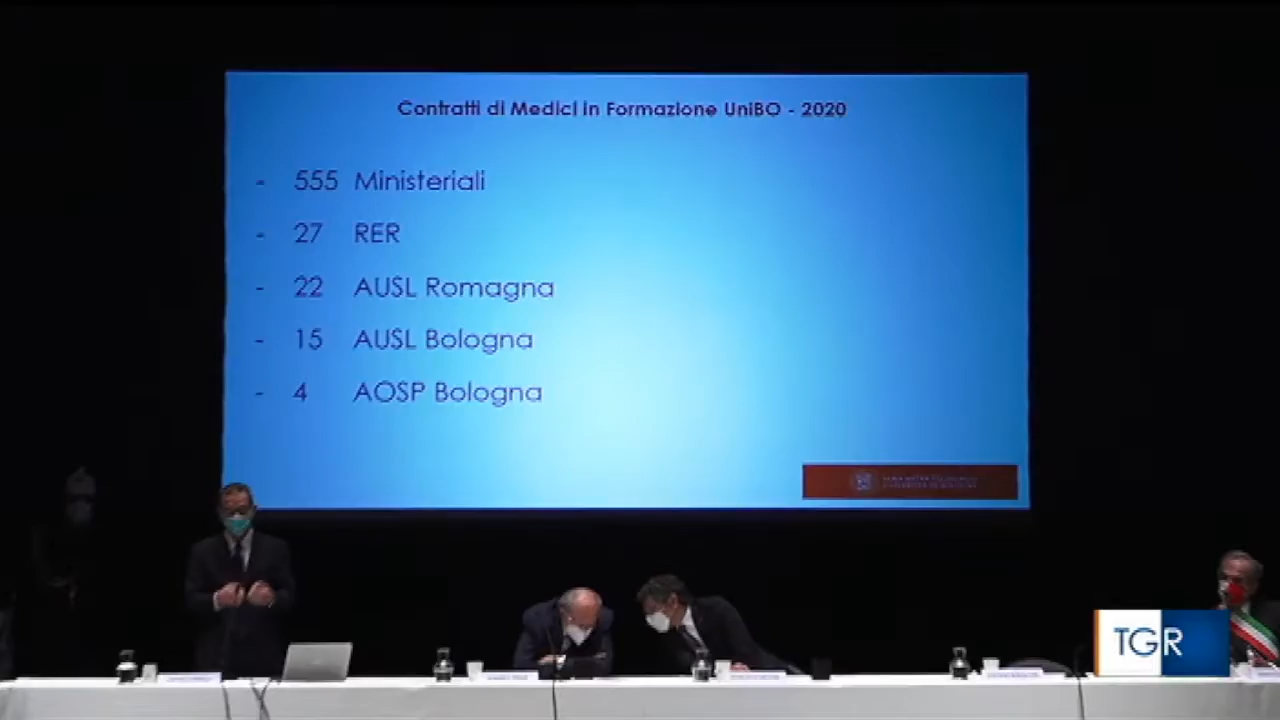 Contratti di Medici in Formazione UniBO - 2020
- 555 Ministeriali
- 27 RER
- 22 AUSL Romagna
- 15 AUSL Bologna
- 4 AOSP Bologna
TGR